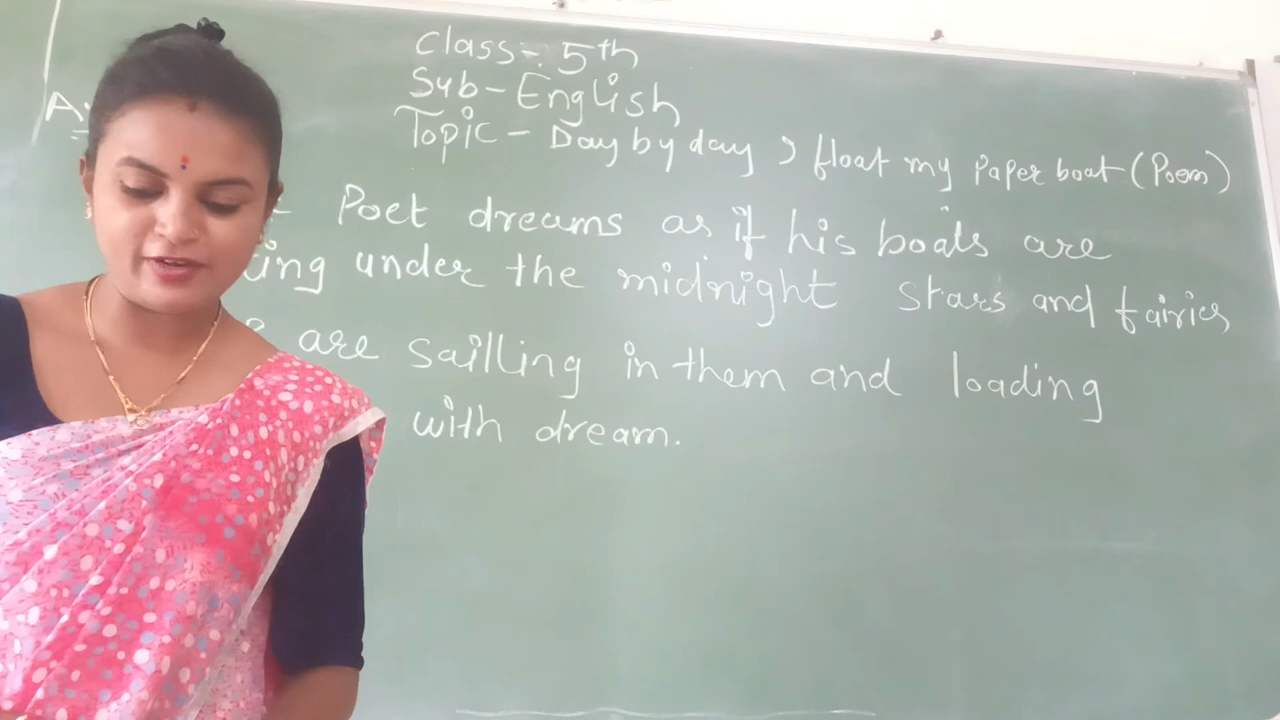 Class:- 5th
Sub - English
Topic - Day by day I float my Paper boat (Poem)
A:
- Poet dreams as if his boats are
ting under the midnight stars and fairies
are sailling in them and loading
with dream.